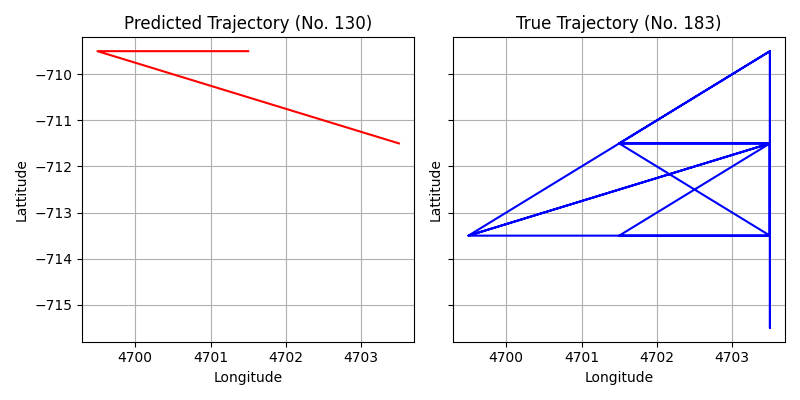 Predicted Trajectory (No. 130)
True Trajectory (No. 183)
−710
−711
−712
−713
−714
−715
Lattitude
Lattitude
4700 4701 4702 4703
4700 4701 4702 4703
Longitude
Longitude